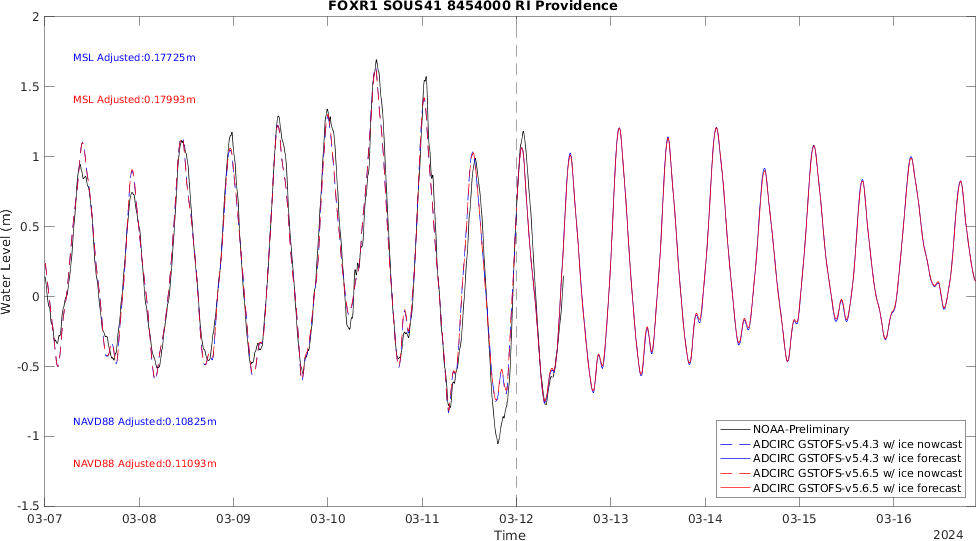 FOXR1 SOUS41 8454000 RI Providence
2
1.5
1
0.5
0
-0.5
-1
-1.5
Water Level (m)
MSL Adjusted:0.17725m
MSL Adjusted:0.17993m
NAVD88 Adjusted:0.10825m
NAVD88 Adjusted:0.11093m
NOAA-Preliminary
ADCIRC GSTOFS-v5.4.3 w/ ice nowcast
ADCIRC GSTOFS-v5.4.3 w/ ice forecast
ADCIRC GSTOFS-v5.6.5 w/ ice nowcast
ADCIRC GSTOFS-v5.6.5 w/ ice forecast
03-07 03-08 03-09 03-10 03-11 03-12 03-13 03-14 03-15 03-16
Time
2024